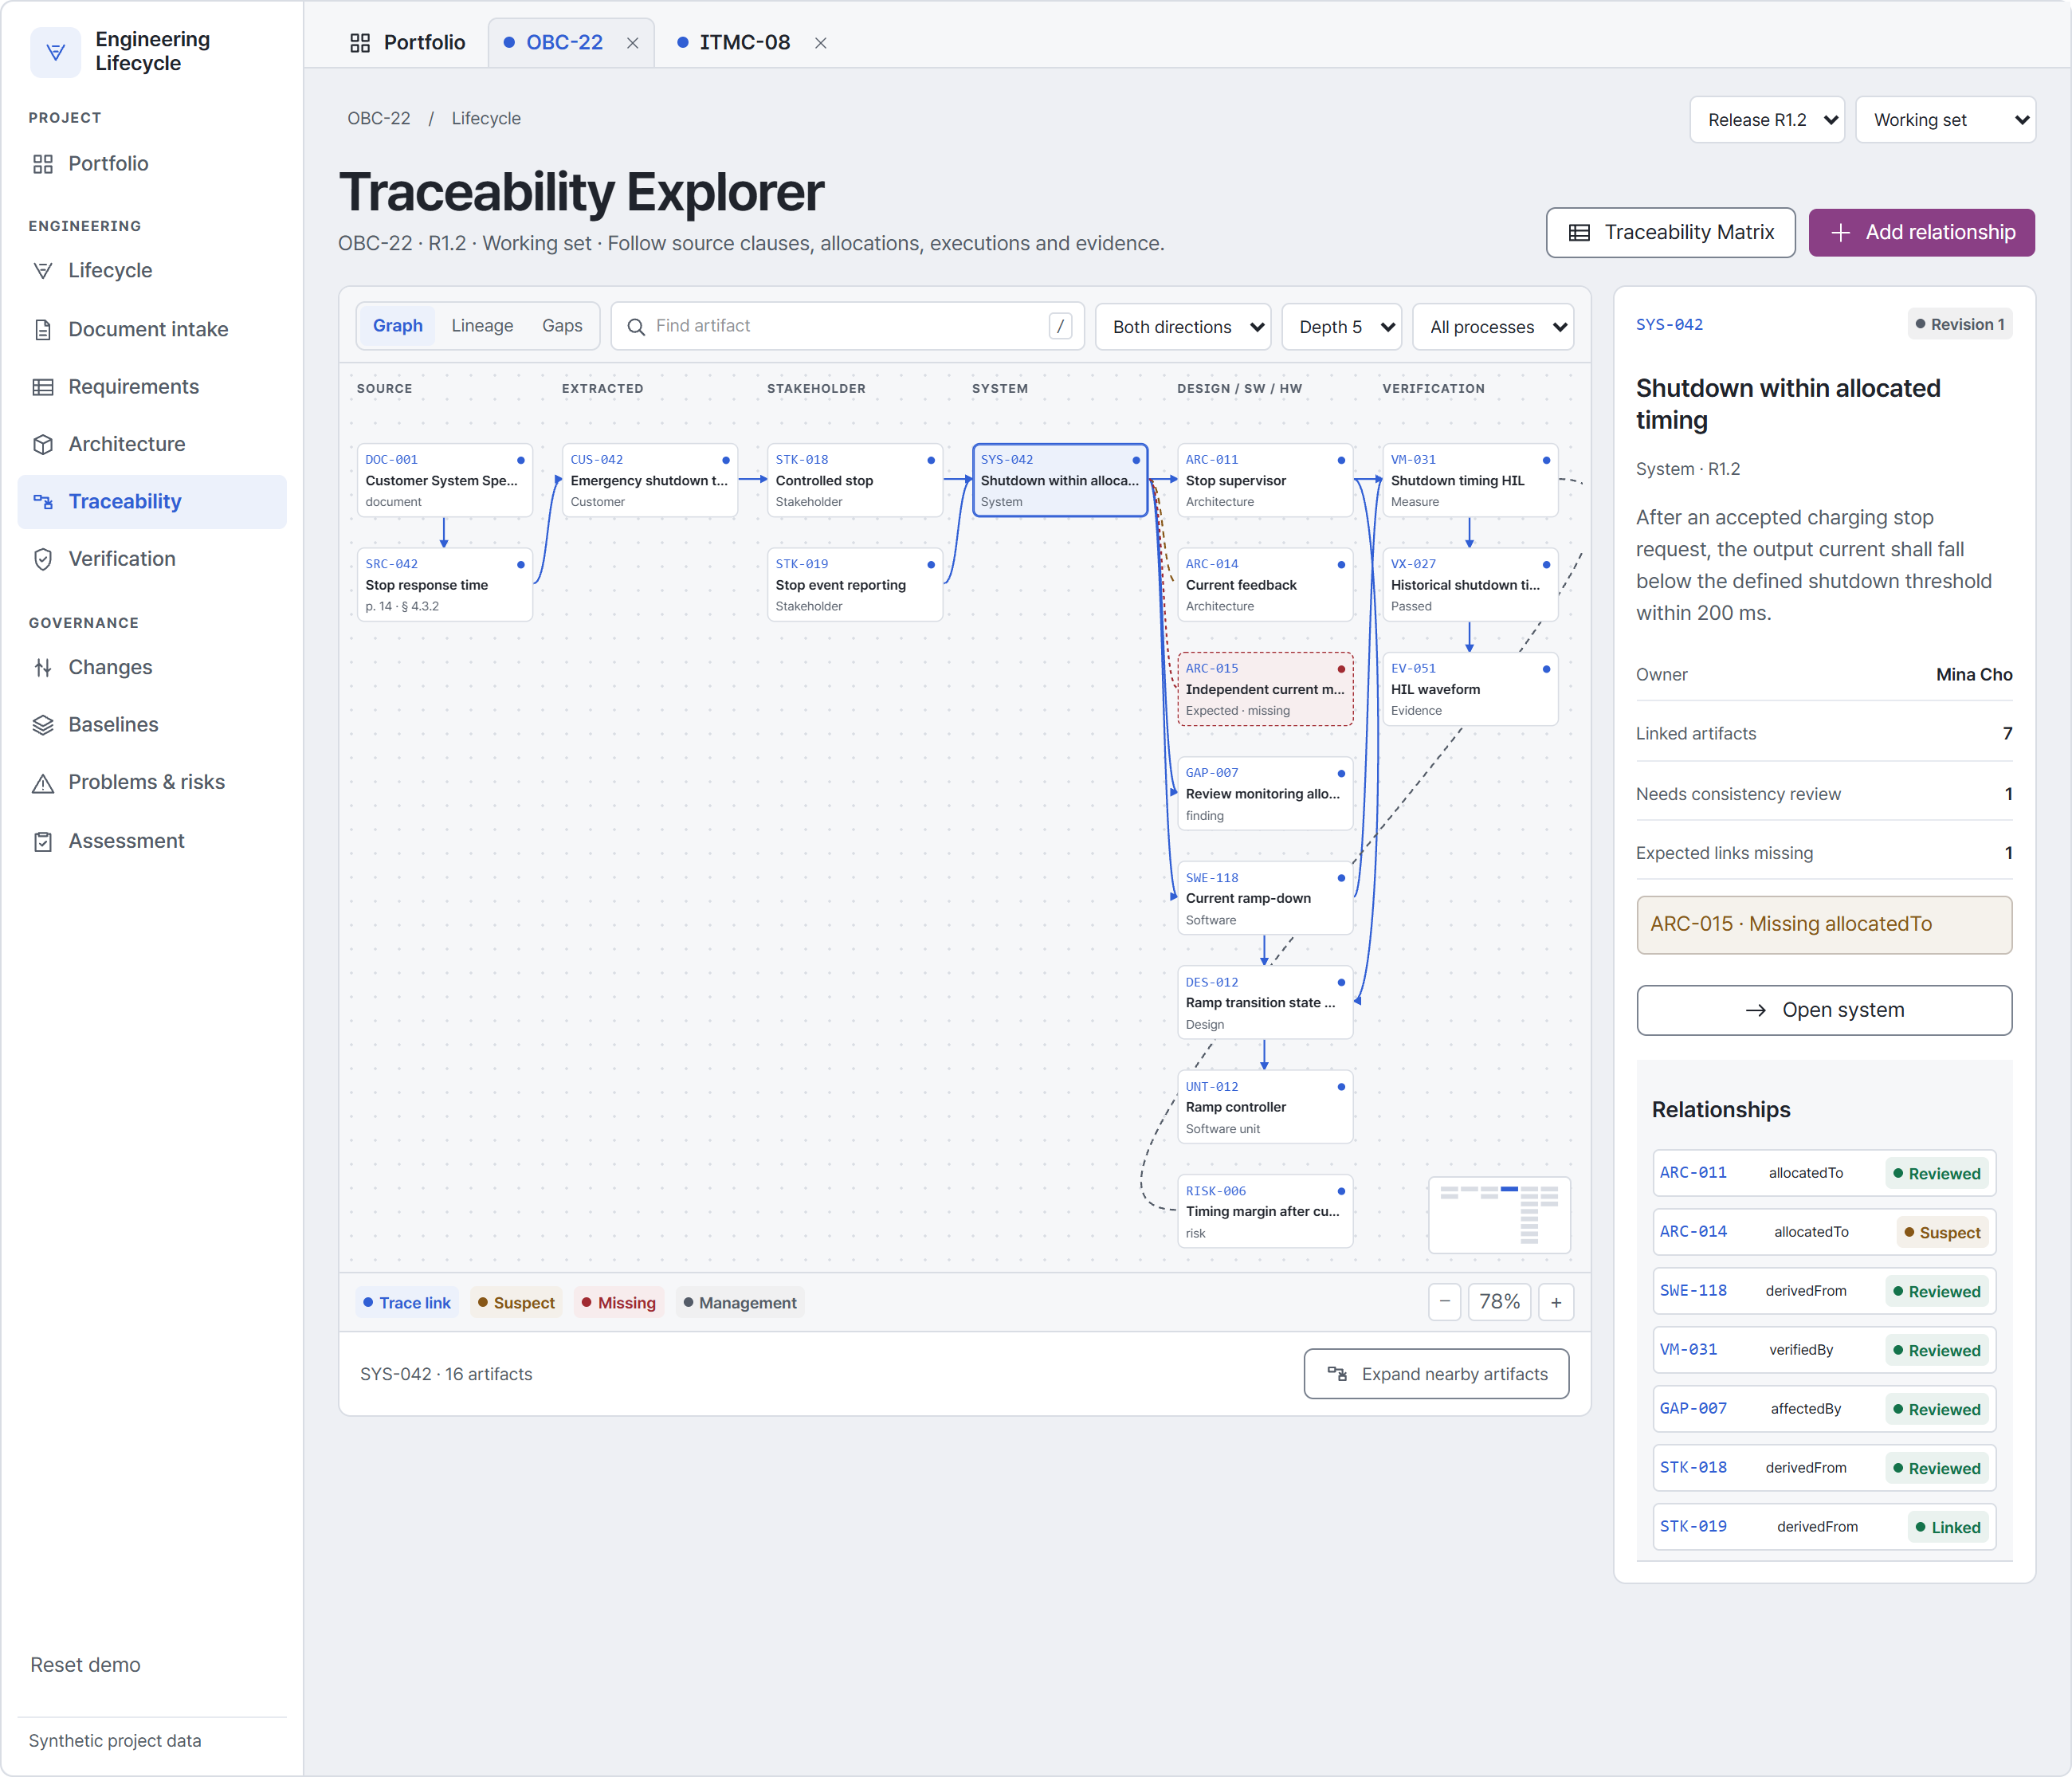 Engineering
Lifecycle
PROJECT
Portfolio
ENGINEERING
Lifecycle
Document intake
Requirements
Architecture
Traceability
Verification
GOVERNANCE
Changes
Baselines
Problems & risks
Assessment
Reset demo
Synthetic project data
Portfolio
OBC-22
ITMC-08
OBC-22 / Lifecycle
Release R1.2
Working set
Traceability Explorer
OBC-22 · R1.2 · Working set · Follow source clauses, allocations, executions and evidence.
Traceability Matrix
Add relationship
Graph
Lineage
Gaps
Find artifact
/
Both directions
Depth 5
All processes
SOURCE
EXTRACTED
STAKEHOLDER
SYSTEM
DESIGN / SW / HW
VERIFICATION
DOC-001
Customer System Spe...
document
SRC-042
Stop response time
p. 14 · § 4.3.2
CUS-042
Emergency shutdown t...
Customer
STK-018
Controlled stop
Stakeholder
STK-019
Stop event reporting
Stakeholder
SYS-042
Shutdown within alloca...
System
ARC-011
Stop supervisor
Architecture
ARC-014
Current feedback
Architecture
ARC-015
Independent current m...
Expected · missing
GAP-007
Review monitoring allo...
finding
SWE-118
Current ramp-down
Software
DES-012
Ramp transition state ...
Design
UNT-012
Ramp controller
Software unit
RISK-006
Timing margin after cu...
risk
VM-031
Shutdown timing HIL
Measure
VX-027
Historical shutdown ti...
Passed
EV-051
HIL waveform
Evidence
Trace link
Suspect
Missing
Management
−
78%
+
SYS-042 · 16 artifacts
Expand nearby artifacts
SYS-042
Revision 1
Shutdown within allocated
timing
System · R1.2
After an accepted charging stop
request, the output current shall fall
below the defined shutdown threshold
within 200 ms.
Owner Mina Cho
Linked artifacts 7
Needs consistency review 1
Expected links missing 1
ARC-015 · Missing allocatedTo
Open system
Relationships
ARC-011 allocatedTo Reviewed
ARC-014 allocatedTo Suspect
SWE-118 derivedFrom Reviewed
VM-031 verifiedBy Reviewed
GAP-007 affectedBy Reviewed
STK-018 derivedFrom Reviewed
STK-019 derivedFrom Linked